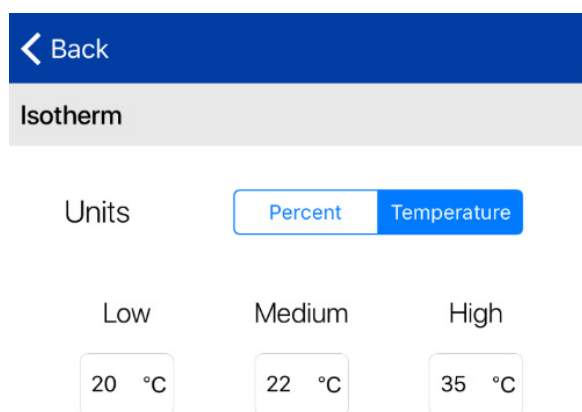 Back
Isotherm
Units Percent Temperature
Low Medium High
20 °C 22 °C 35 °C